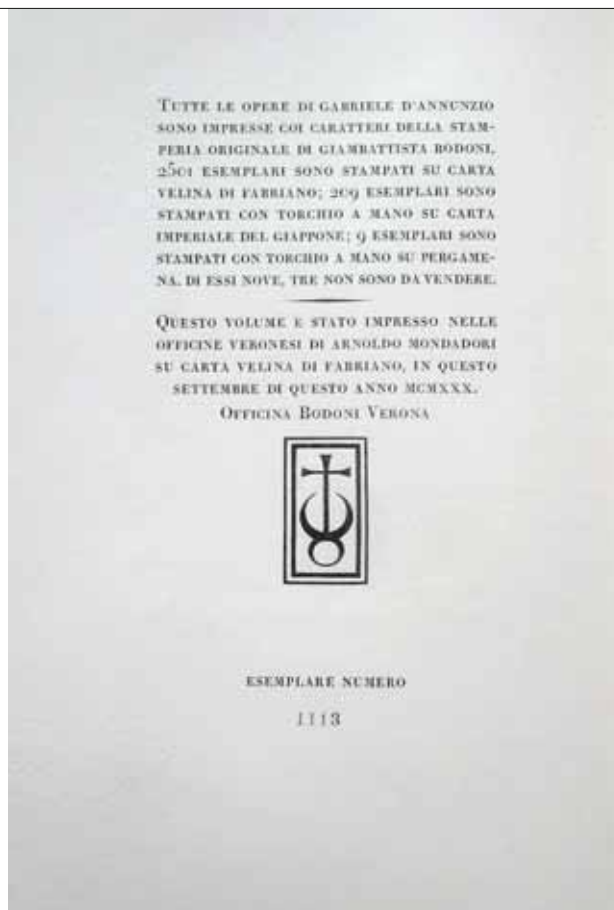 TUTTE LE OPERE DI GABRIELE D'ANNUNZIO
SONO IMPRESSE COI CARATTERI DELLA STAM-
PERIA ORIGINALE DI GIAMBATTISTA BODONI.
2501 ESEMPLARI SONO STAMPATI SU CARTA
VELINA DI FABRIANO; 209 ESEMPLARI SONO
STAMPATI CON TORCHIO A MANO SU CARTA
IMPERIALE DEL GIAPPONE; 9 ESEMPLARI SONO
STAMPATI CON TORCHIO A MANO SU PERGAME-
NA. DI ESSI NOVE, TRE NON SONO DA VENDERE.
QUESTO VOLUME E STATO IMPRESSO NELLE
OFFICINE VERONESI DI ARNOLDO MONDADORI
SU CARTA VELINA DI FABRIANO, IN QUESTO
SETTEMBRE DI QUESTO ANNO MCMXXX.
OFFICINA BODONI VERONA
ESEMPLARE NUMERO
1113